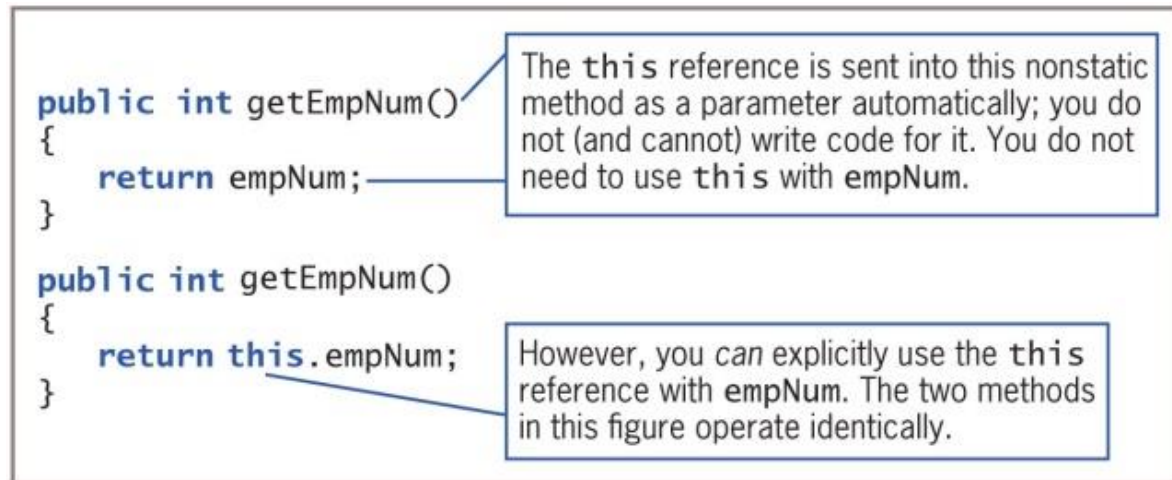 public int getEmpNum()
{
return empNum;
}
The this reference is sent into this nonstatic
method as a parameter automatically; you do
not (and cannot) write code for it. You do not
need to use this with empNum.
public int getEmpNum()
{
return this.empNum;
}
However, you can explicitly use the this
reference with empNum. The two methods
in this figure operate identically.